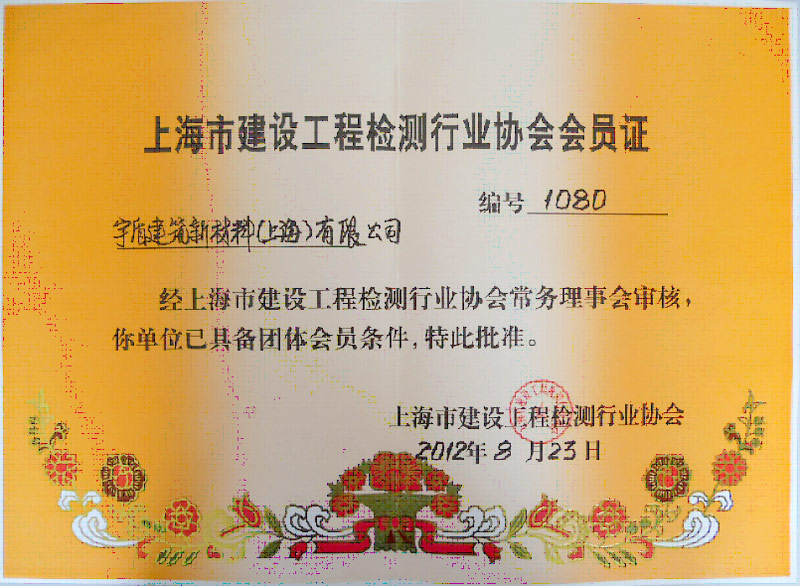 上海市建设工程检测行业协会会员证
编号 1080
宇盾建筑新材料(上海)有限公司
经上海市建设工程检测行业协会常务理事会审核,
你单位已具备团体会员条件,特此批准。
上海市建设工程检测行业协会
2012年8月23日